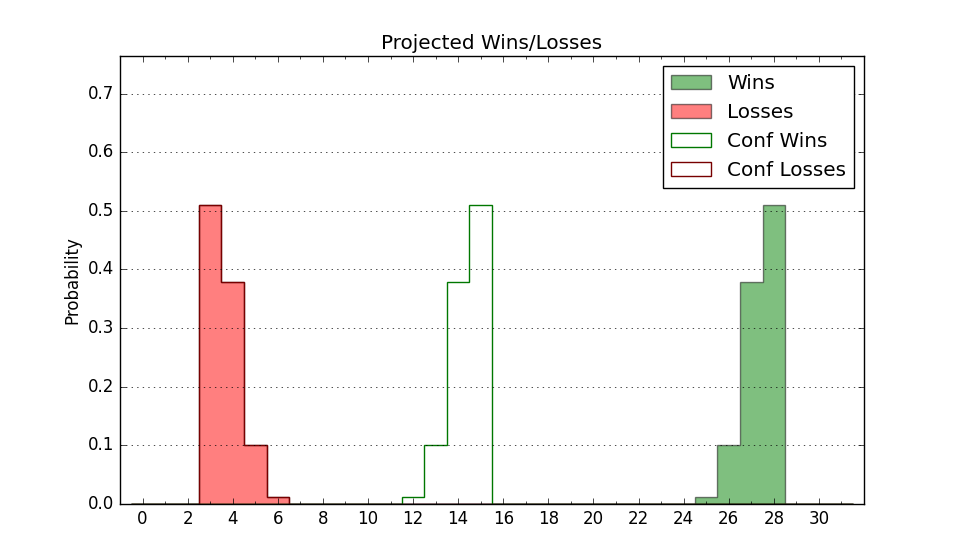 Projected Wins/Losses
Wins
Losses
Conf Wins
Conf Losses
Probability
0.7
0.6
0.5
0.4
0.3
0.2
0.1
0.0
0 2 4 6 8 10 12 14 16 18 20 22 24 26 28 30